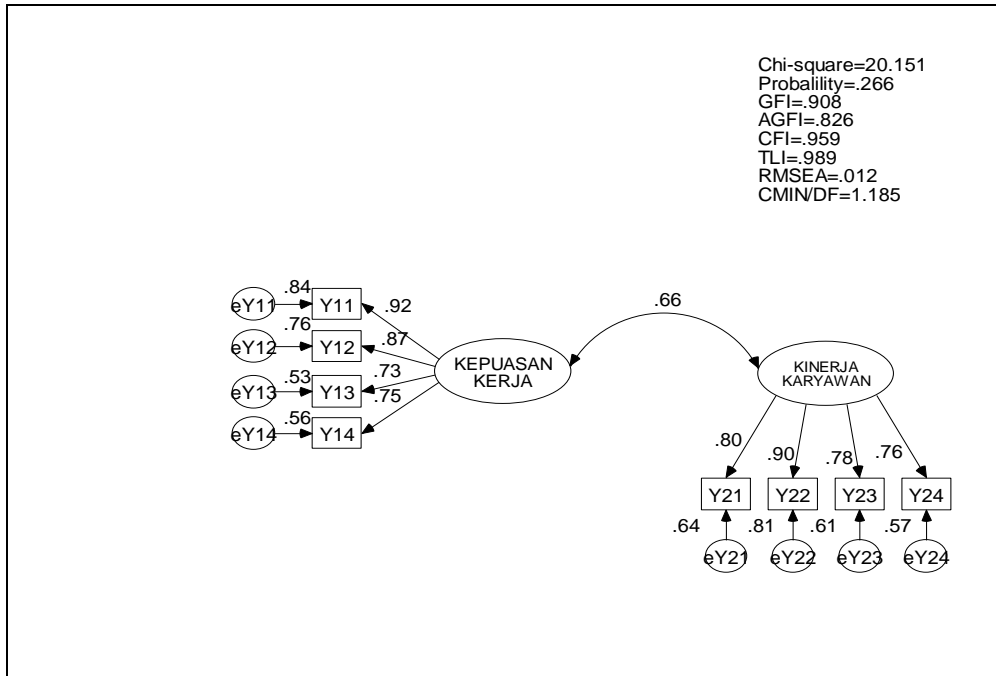 Chi-square=20.151
Probalility=.266
GFI=.908
AGFI=.826
CFI=.959
TLI=.989
RMSEA=.012
CMIN/DF=1.185
.66
eY11 .84 Y11 .92
eY12 .76 Y12 .87
eY13 .53 Y13 .73
eY14 .56 Y14 .75
KEPUASAN
KERJA
KINERJA
KARYAWAN
.80 .90 .78 .76
Y21 Y22 Y23 Y24
.64 .81 .61 .57
eY21 eY22 eY23 eY24